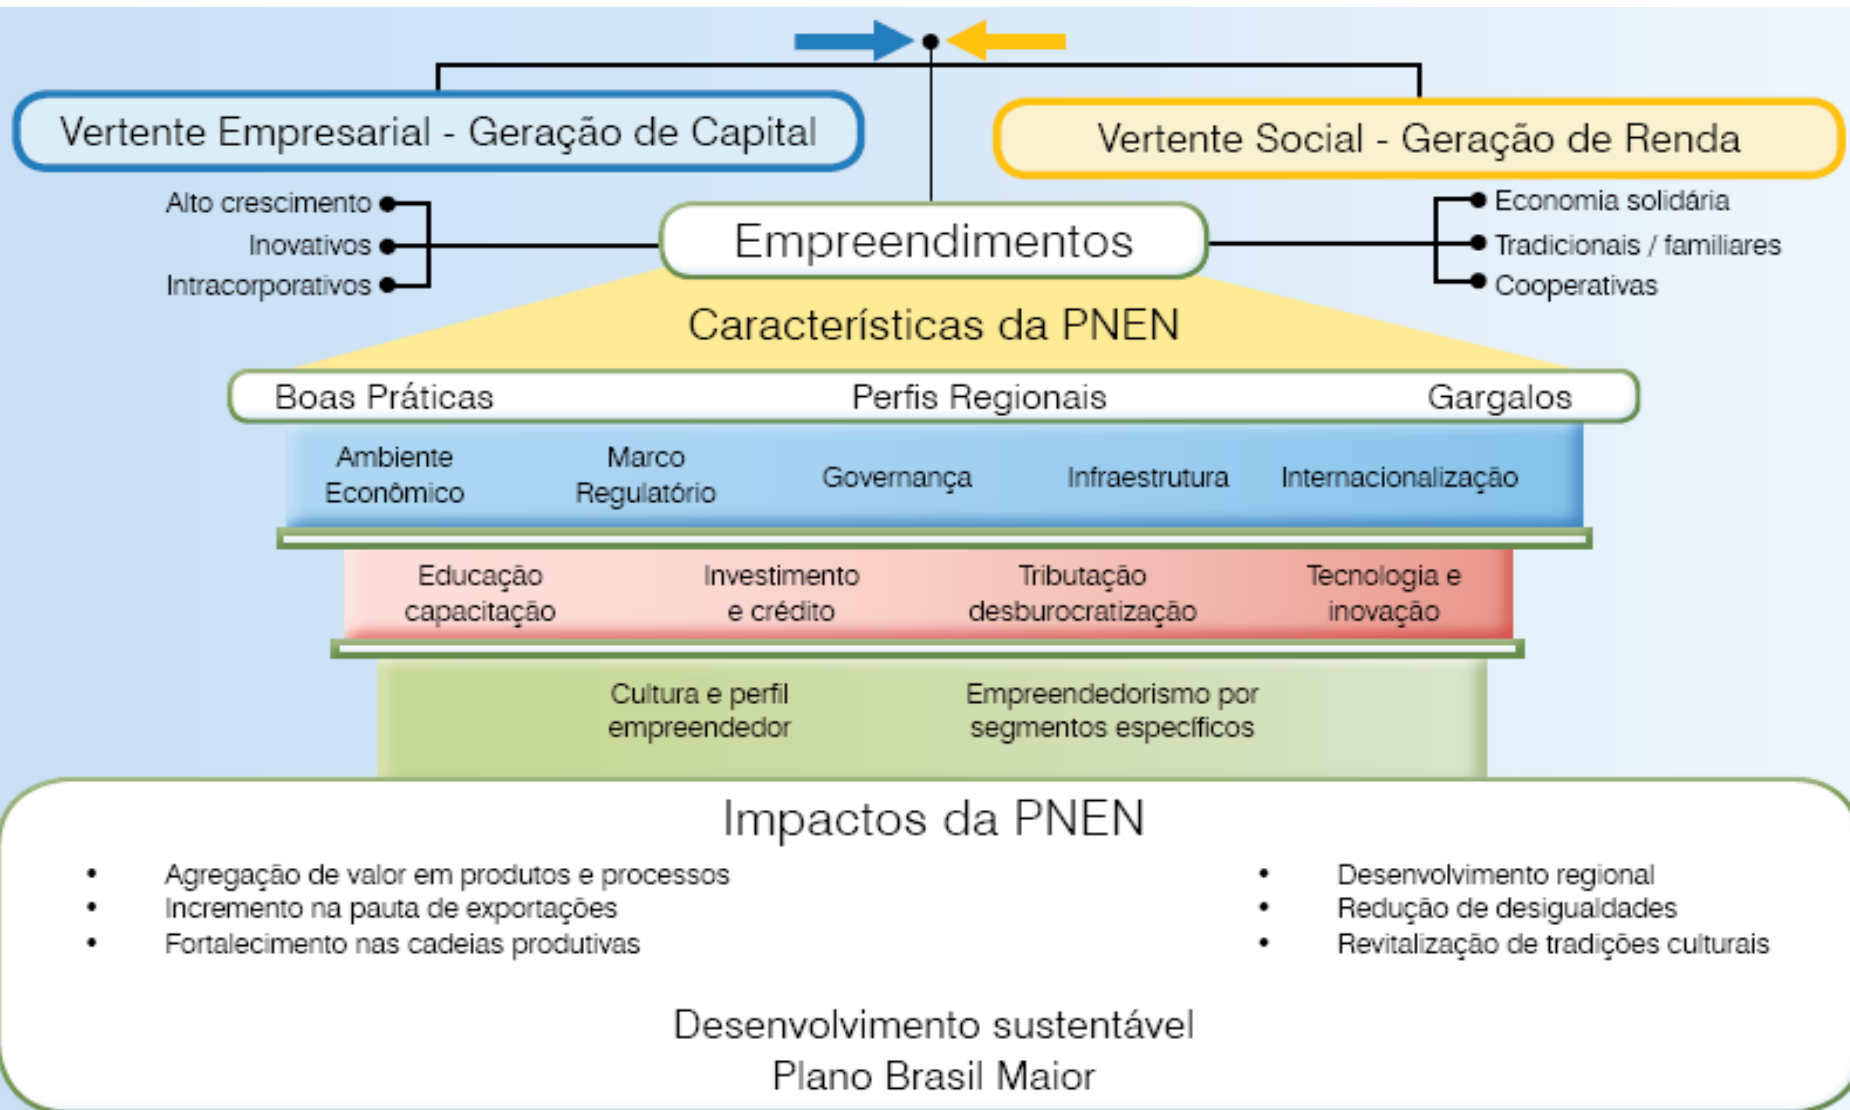 Vertente Empresarial - Geração de Capital
Vertente Social - Geração de Renda
Alto crescimento
Inovativos
Intracorporativos
Empreendimentos
Economia solidária
Tradicionais / familiares
Cooperativas
Características da PNEN
Boas Práticas Perfis Regionais Gargalos
Ambiente
Econômico
Marco
Regulatório
Governança
Infraestrutura
Internacionalização
Educação
capacitação
Investimento
e crédito
Tributação
desburocratização
Tecnologia e
inovação
Cultura e perfil
empreendedor
Empreendedorismo por
segmentos específicos
Impactos da PNEN
• Agregação de valor em produtos e processos
• Incremento na pauta de exportações
• Fortalecimento nas cadeias produtivas
• Desenvolvimento regional
• Redução de desigualdades
• Revitalização de tradições culturais
Desenvolvimento sustentável
Plano Brasil Maior